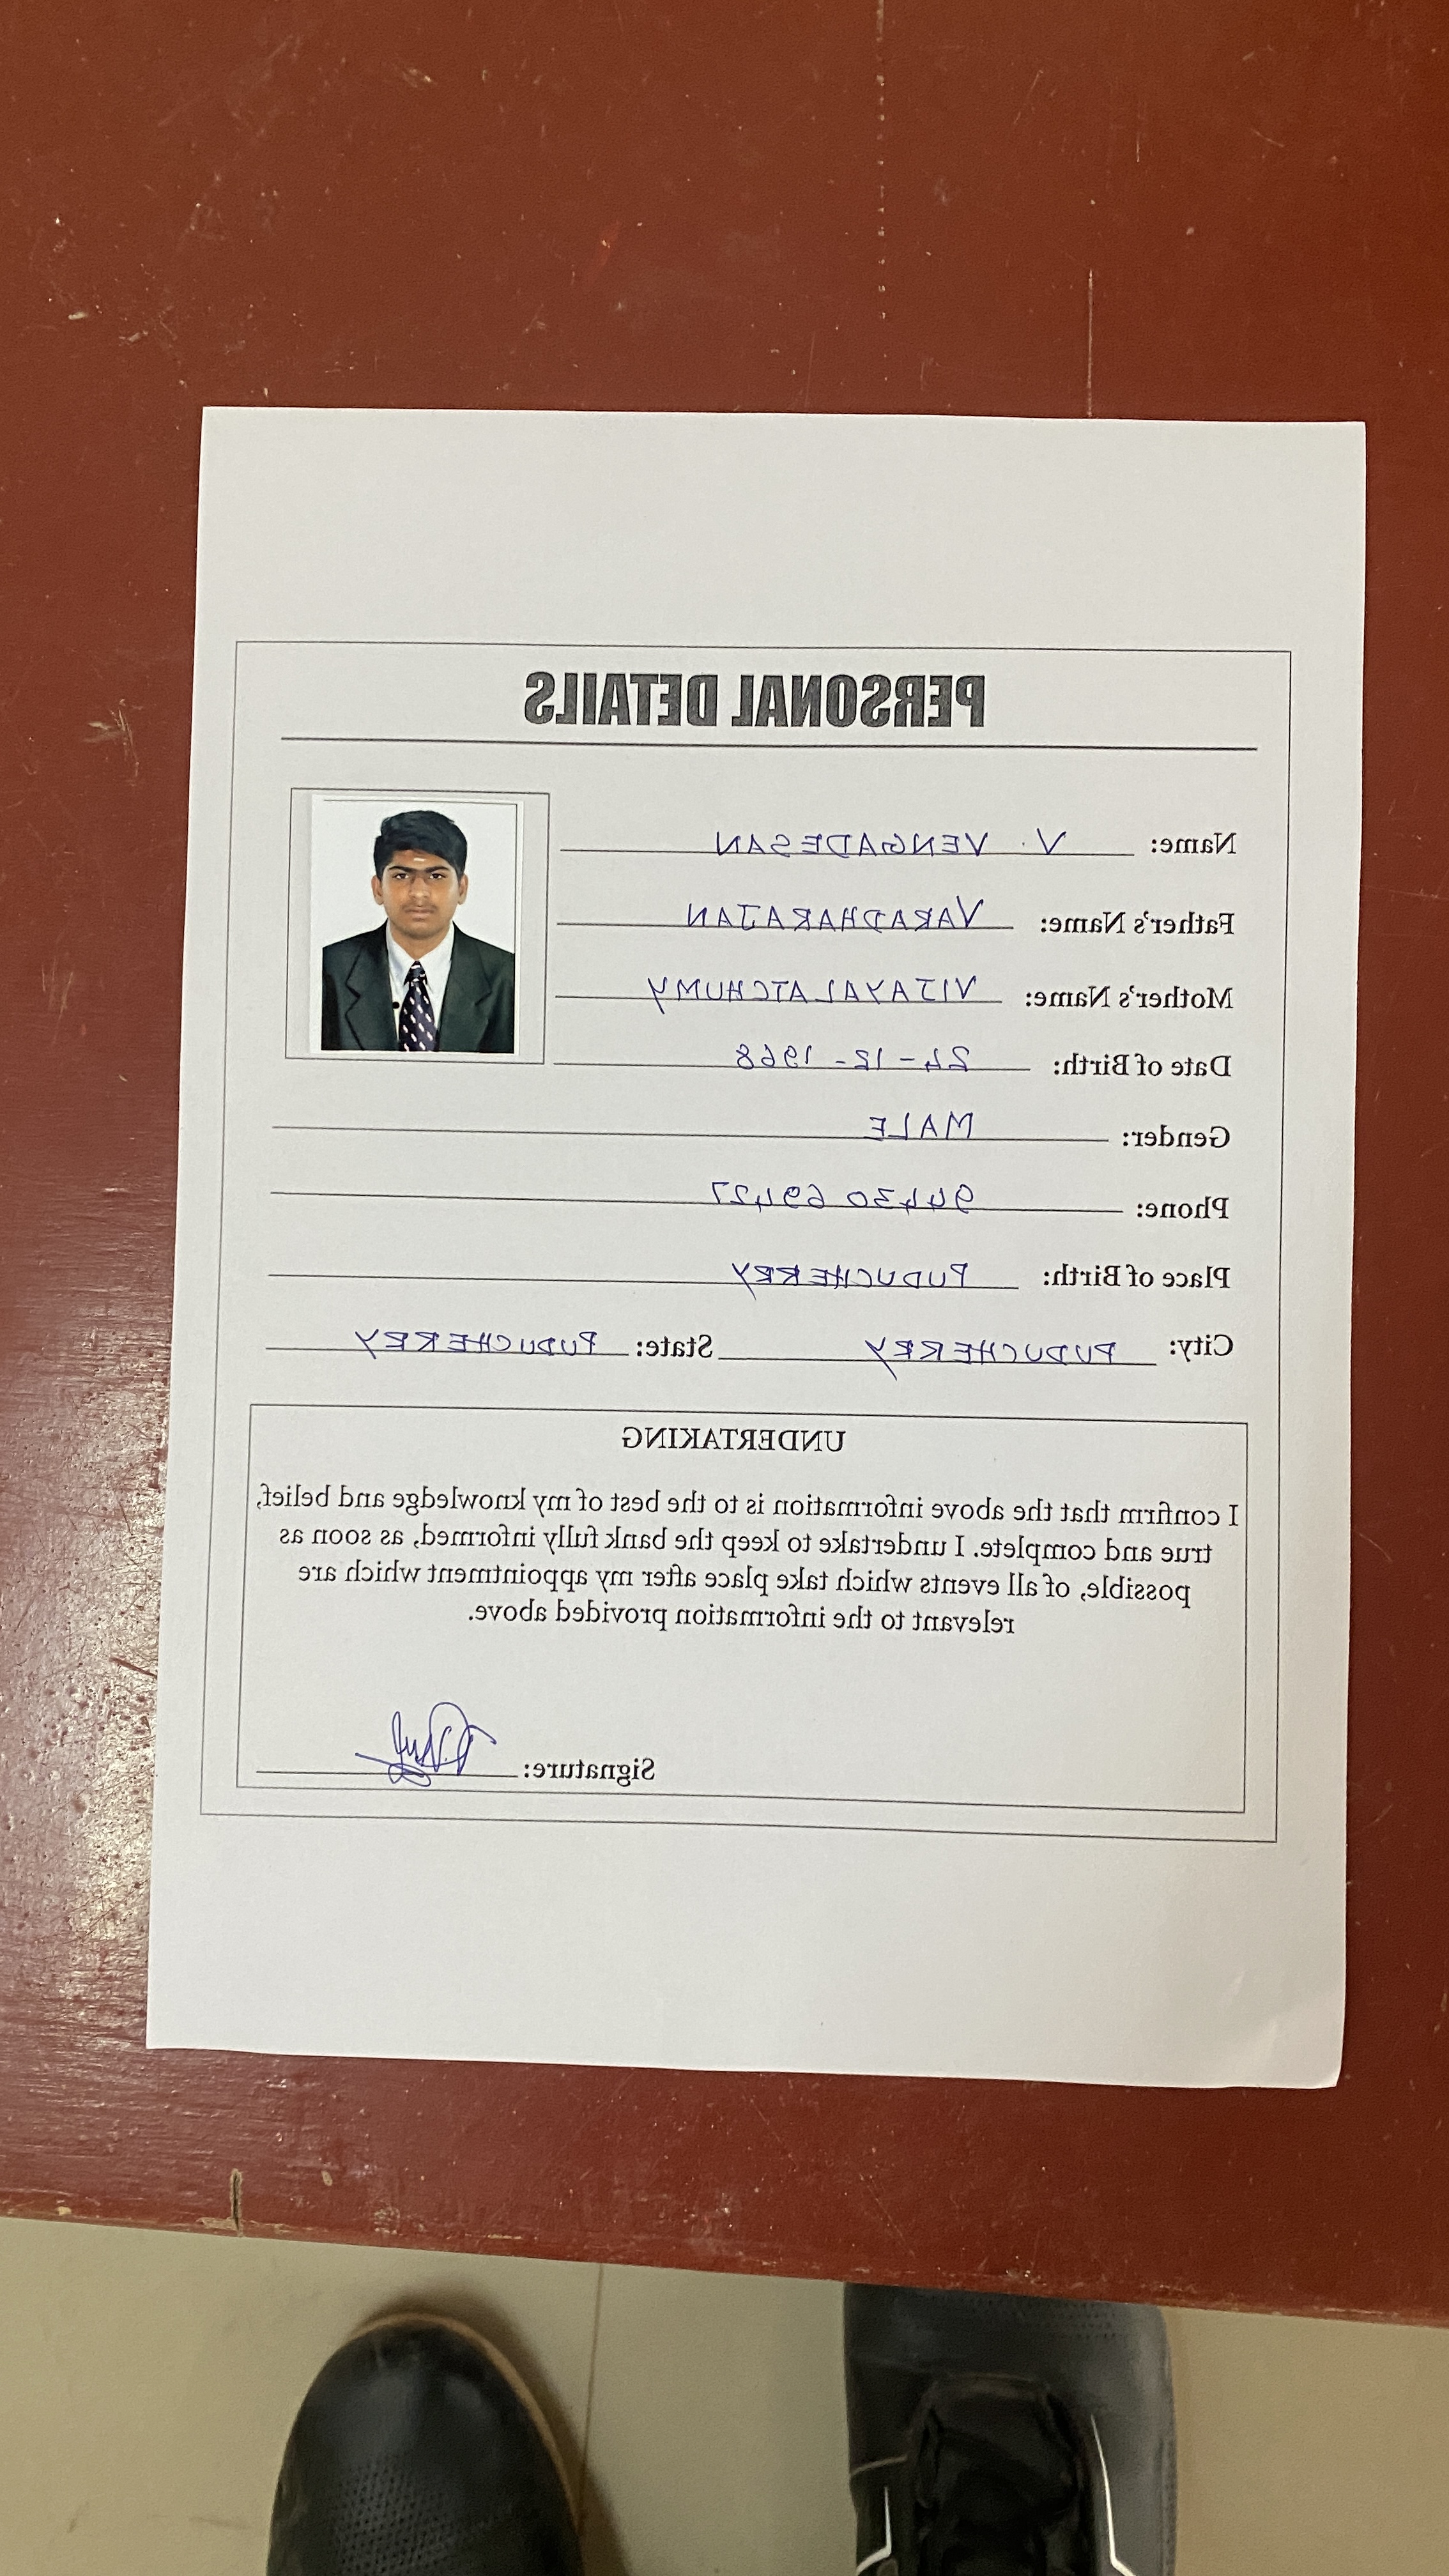 PERSONAL DETAILS
Name: V. VENGADESAN
Father's Name: VARADHARAJAN
Mother's Name: VIJAYALATCHUMY
Date of Birth: 24-12-1968
Gender: MALE
Phone: 94430 69427
Place of Birth: PUDUCHERRY
City: PUDUCHERRY State: PUDUCHERRY
UNDERTAKING
I confirm that the above information is to the best of my knowledge and belief,
true and complete. I undertake to keep the bank fully informed, as soon as
possible, of all events which take place after my appointment which are
relevant to the information provided above.
Signature: